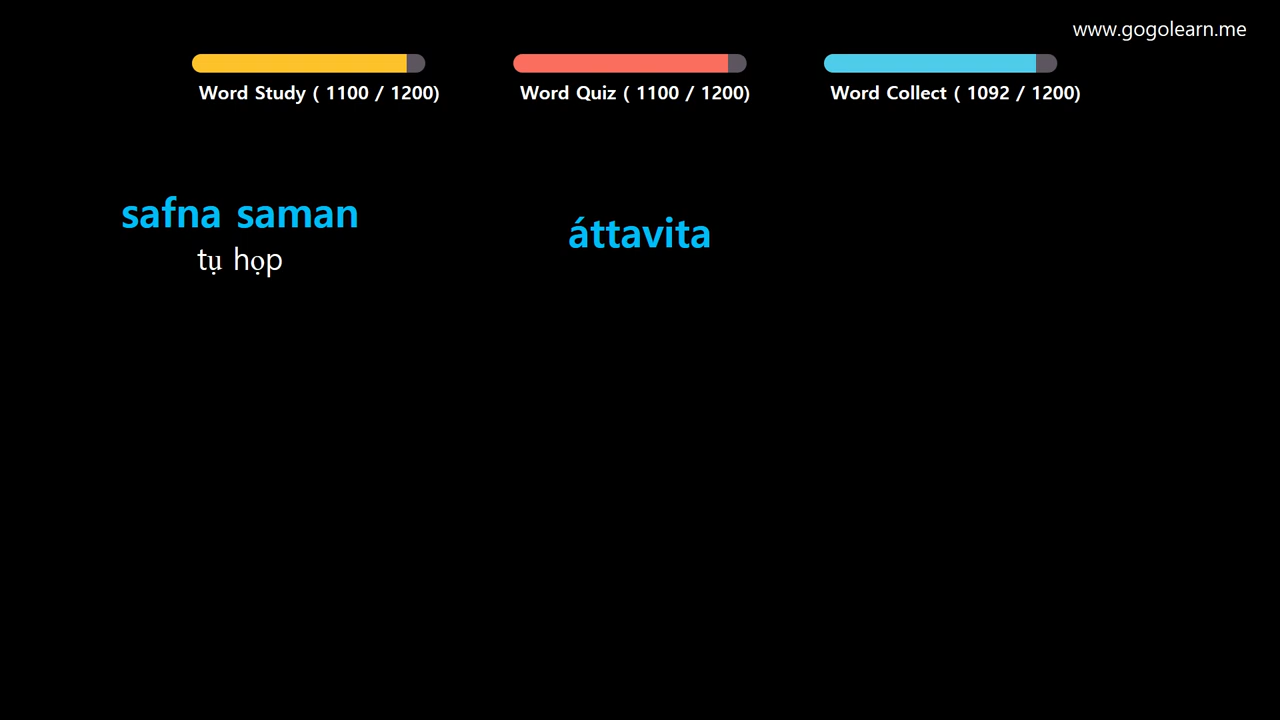 www.gogolearn.me
Word Study ( 1100 / 1200)
Word Quiz ( 1100 / 1200)
Word Collect ( 1092 / 1200)
safna saman
tụ họp
áttavita